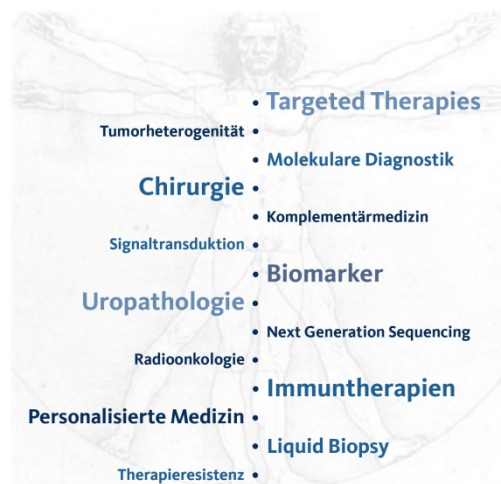 • Targeted Therapies
Tumorheterogenität •
• Molekulare Diagnostik
Chirurgie •
• Komplementärmedizin
Signaltransduktion •
• Biomarker
Uropathologie •
• Next Generation Sequencing
Radioonkologie •
• Immuntherapien
Personalisierte Medizin •
• Liquid Biopsy
Therapieresistenz •